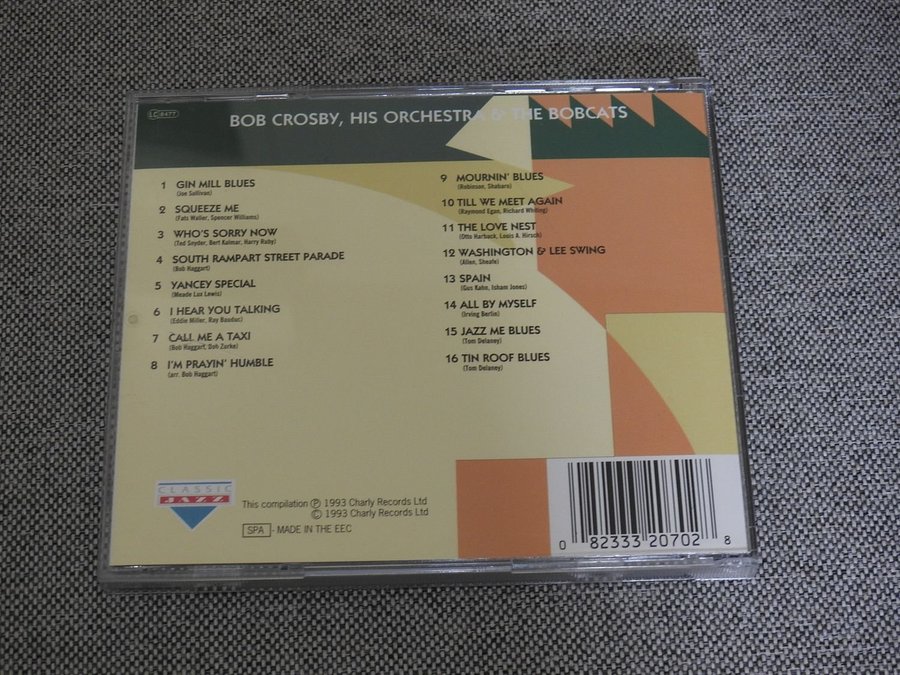 LC 8477
BOB CROSBY, HIS ORCHESTRA & THE BOBCATS
1 GIN MILL BLUES
(Joe Sullivan)
2 SQUEEZE ME
(Fats Waller, Spencer Williams)
3 WHO'S SORRY NOW
(Ted Snyder, Bert Kalmar, Harry Ruby)
4 SOUTH RAMPART STREET PARADE
(Bob Haggart)
5 YANCEY SPECIAL
(Meade Lux Lewis)
6 I HEAR YOU TALKING
(Eddie Miller, Ray Bauduc)
7 CALL ME A TAXI
(Bob Haggart, Dob Zurke)
8 I'M PRAYIN' HUMBLE
(arr. Bob Haggart)
9 MOURNIN' BLUES
(Robinson, Shabaro)
10 TILL WE MEET AGAIN
(Raymond Egan, Richard Whiting)
11 THE LOVE NEST
(Otto Harback, Louis A. Hirsch)
12 WASHINGTON & LEE SWING
(Allen, Sheafe)
13 SPAIN
(Gus Kahn, Isham Jones)
14 ALL BY MYSELF
(Irving Berlin)
15 JAZZ ME BLUES
(Tom Delaney)
16 TIN ROOF BLUES
(Tom Delaney)
CLASSIC
JAZZ
This compilation Ⓟ 1993 Charly Records Ltd
© 1993 Charly Records Ltd
SPA - MADE IN THE EEC
0 82333 20702 8